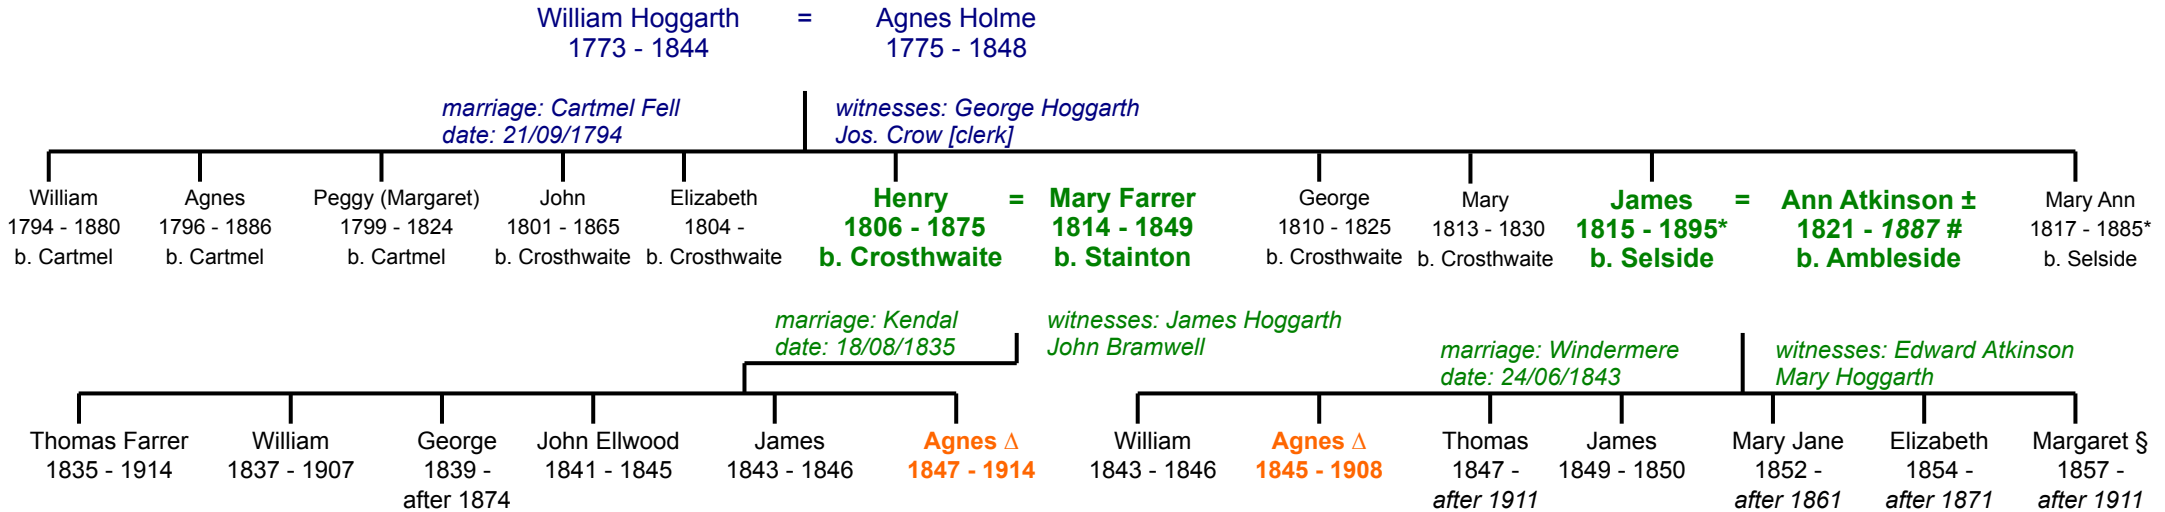 William Hoggarth = Agnes Holme
1773 - 1844 1775 - 1848
marriage: Cartmel Fell witnesses: George Hoggarth
date: 21/09/1794 Jos. Crow [clerk]
William Agnes Peggy (Margaret) John Elizabeth Henry = Mary Farrer George Mary James = Ann Atkinson ± Mary Ann
1794 - 1880 1796 - 1886 1799 - 1824 1801 - 1865 1804 - 1806 - 1875 1814 - 1849 1810 - 1825 1813 - 1830 1815 - 1895* 1821 - 1887 # 1817 - 1885*
b. Cartmel b. Cartmel b. Cartmel b. Crosthwaite b. Crosthwaite b. Crosthwaite b. Stainton b. Crosthwaite b. Crosthwaite b. Selside b. Ambleside b. Selside
marriage: Kendal witnesses: James Hoggarth
date: 18/08/1835 John Bramwell
marriage: Windermere witnesses: Edward Atkinson
date: 24/06/1843 Mary Hoggarth
Thomas Farrer William George John Ellwood James Agnes Δ William Agnes Δ Thomas James Mary Jane Elizabeth Margaret §
1835 - 1914 1837 - 1907 1839 - 1841 - 1845 1843 - 1846 1847 - 1914 1843 - 1846 1845 - 1908 1847 - 1849 - 1850 1852 - 1854 - 1857 -
after 1874 after 1911 after 1861 after 1871 after 1911